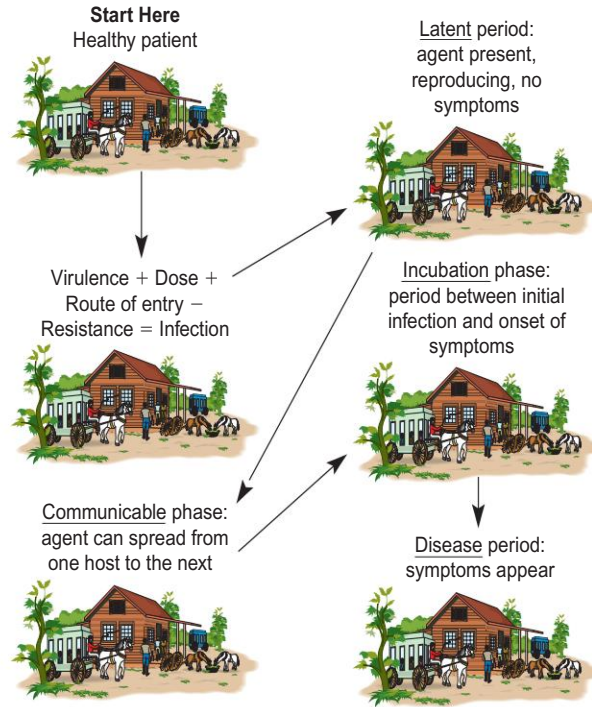 Start Here
Healthy patient
Virulence + Dose +
Route of entry −
Resistance = Infection
Latent period:
agent present,
reproducing, no
symptoms
Communicable phase:
agent can spread from
one host to the next
Incubation phase:
period between initial
infection and onset of
symptoms
Disease period:
symptoms appear